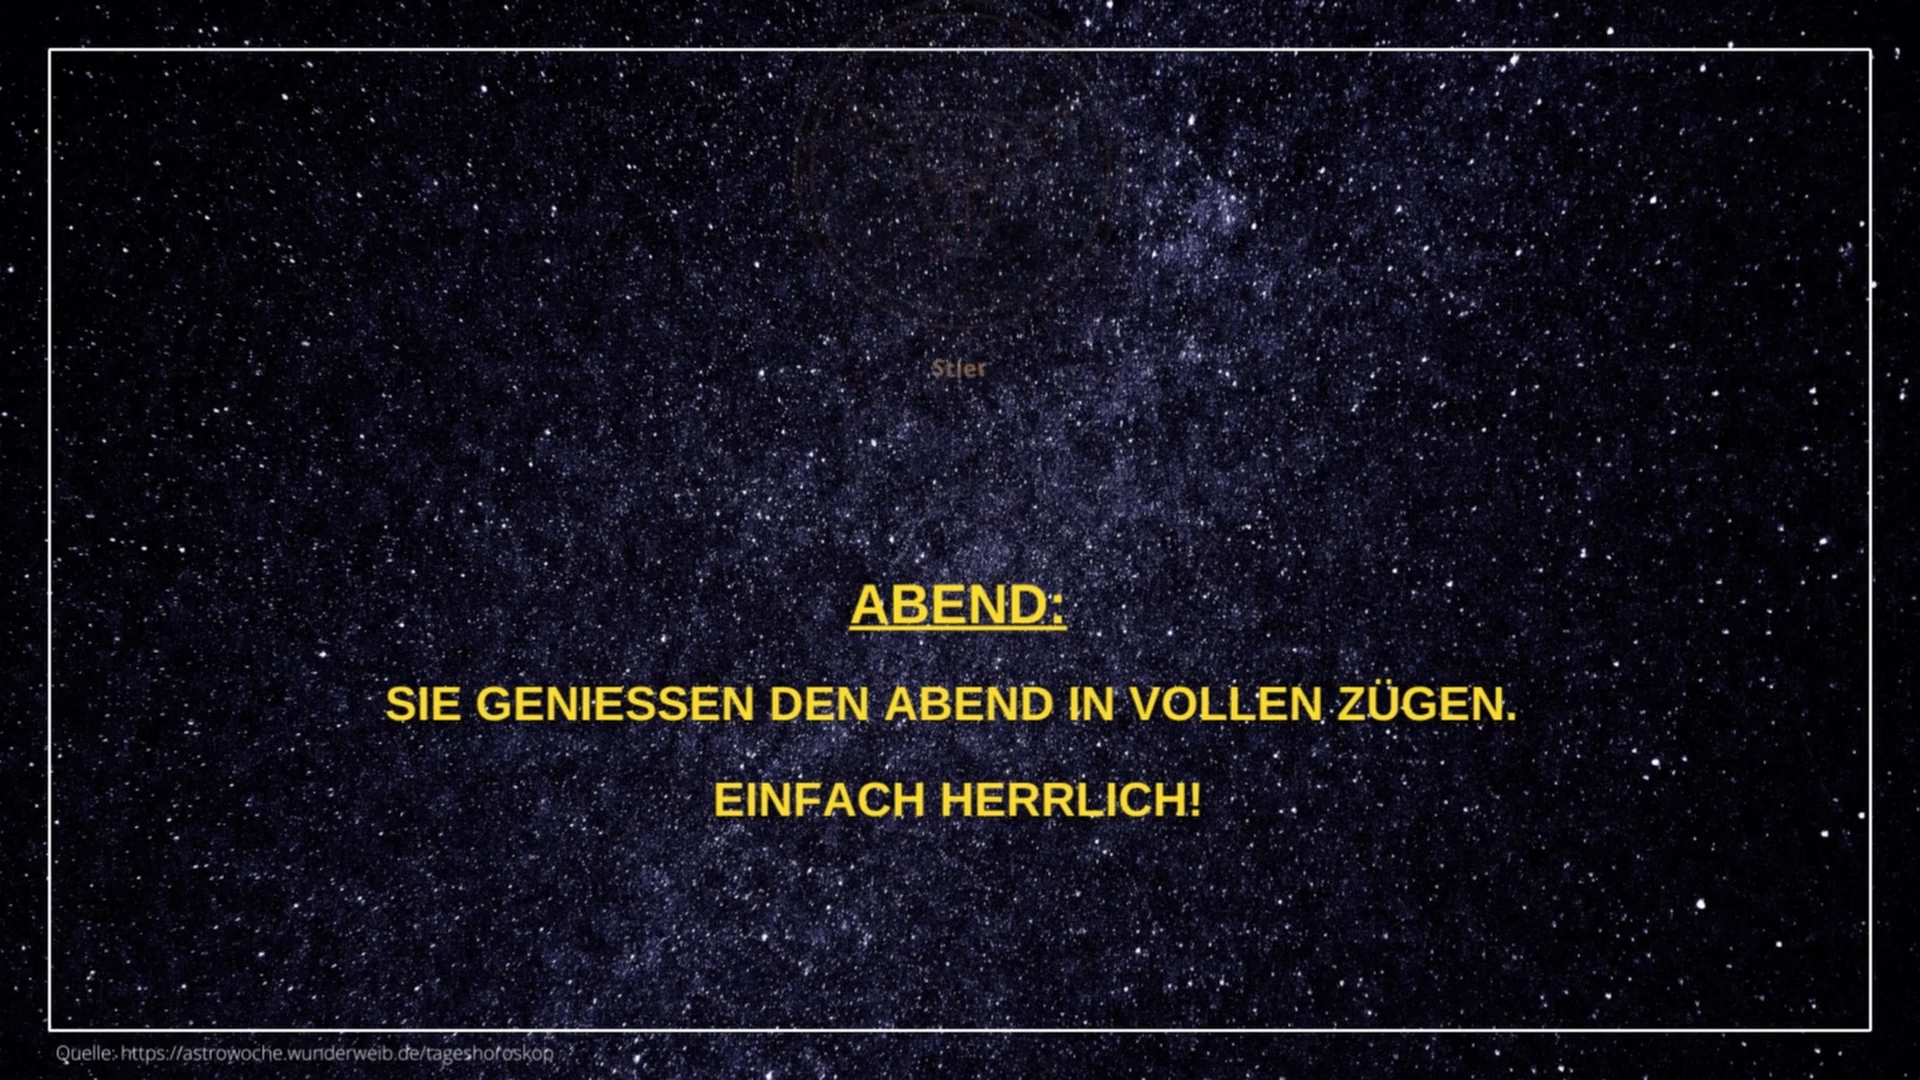 Stier
ABEND:
SIE GENIESSEN DEN ABEND IN VOLLEN ZÜGEN.
EINFACH HERRLICH!
Quelle: https://astrowoche.wunderweib.de/tageshoroskop